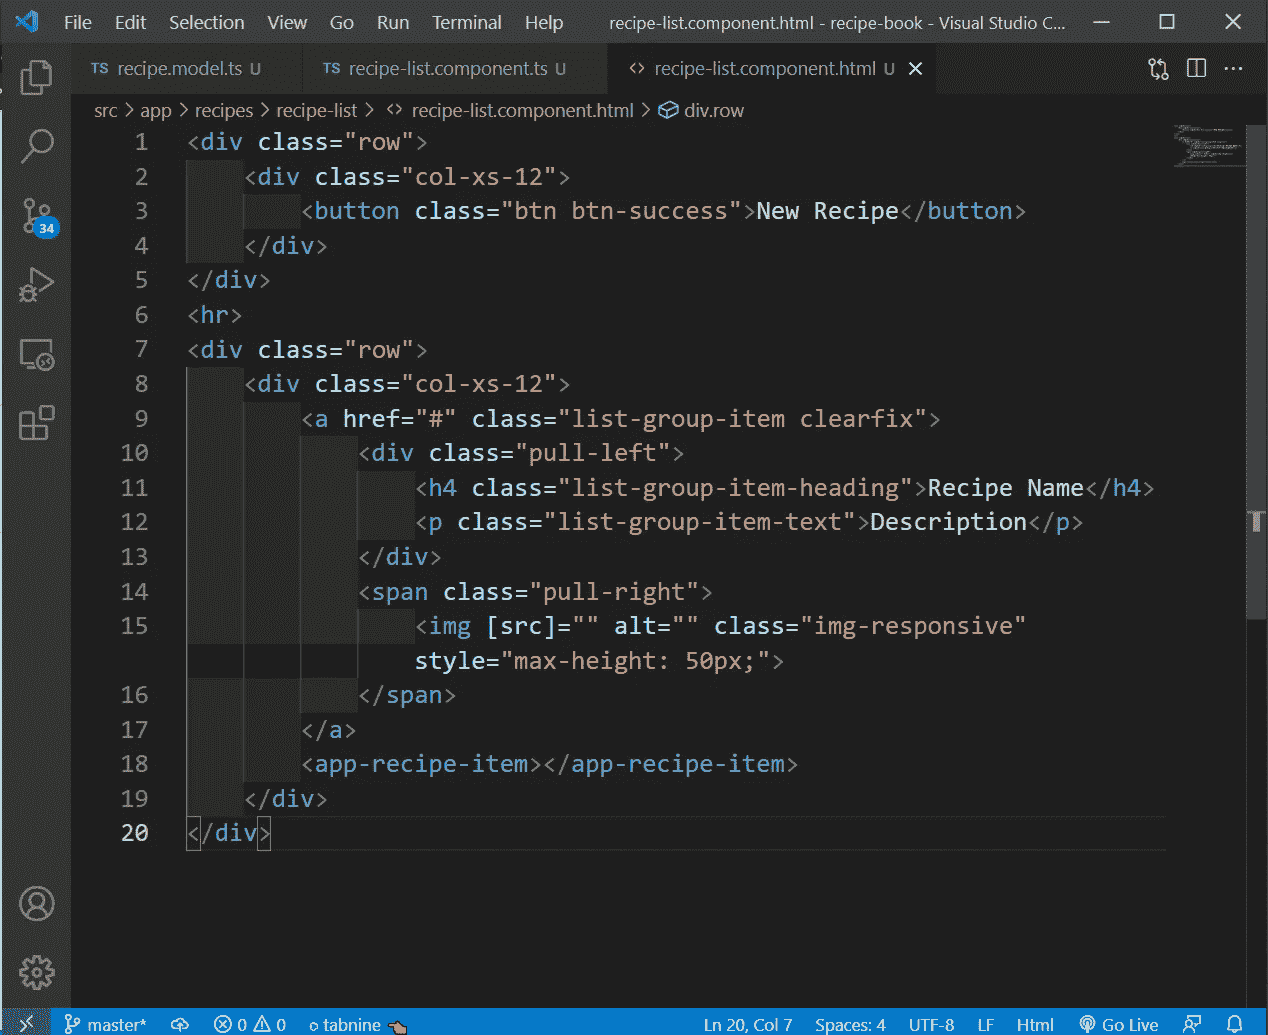 File Edit Selection View Go Run Terminal Help recipe-list.component.html - recipe-book - Visual Studio C...
TS recipe.model.ts U TS recipe-list.component.ts U <> recipe-list.component.html U
src > app > recipes > recipe-list > <> recipe-list.component.html > div.row
1 <div class="row">
2 <div class="col-xs-12">
3 <button class="btn btn-success">New Recipe</button>
4 </div>
5 </div>
6 <hr>
7 <div class="row">
8 <div class="col-xs-12">
9 <a href="#" class="list-group-item clearfix">
10 <div class="pull-left">
11 <h4 class="list-group-item-heading">Recipe Name</h4>
12 <p class="list-group-item-text">Description</p>
13 </div>
14 <span class="pull-right">
15 <img [src]="" alt="" class="img-responsive"
style="max-height: 50px;">
16 </span>
17 </a>
18 <app-recipe-item></app-recipe-item>
19 </div>
20 </div>
34
master* 0 0 tabnine Ln 20, Col 7 Spaces: 4 UTF-8 LF Html Go Live